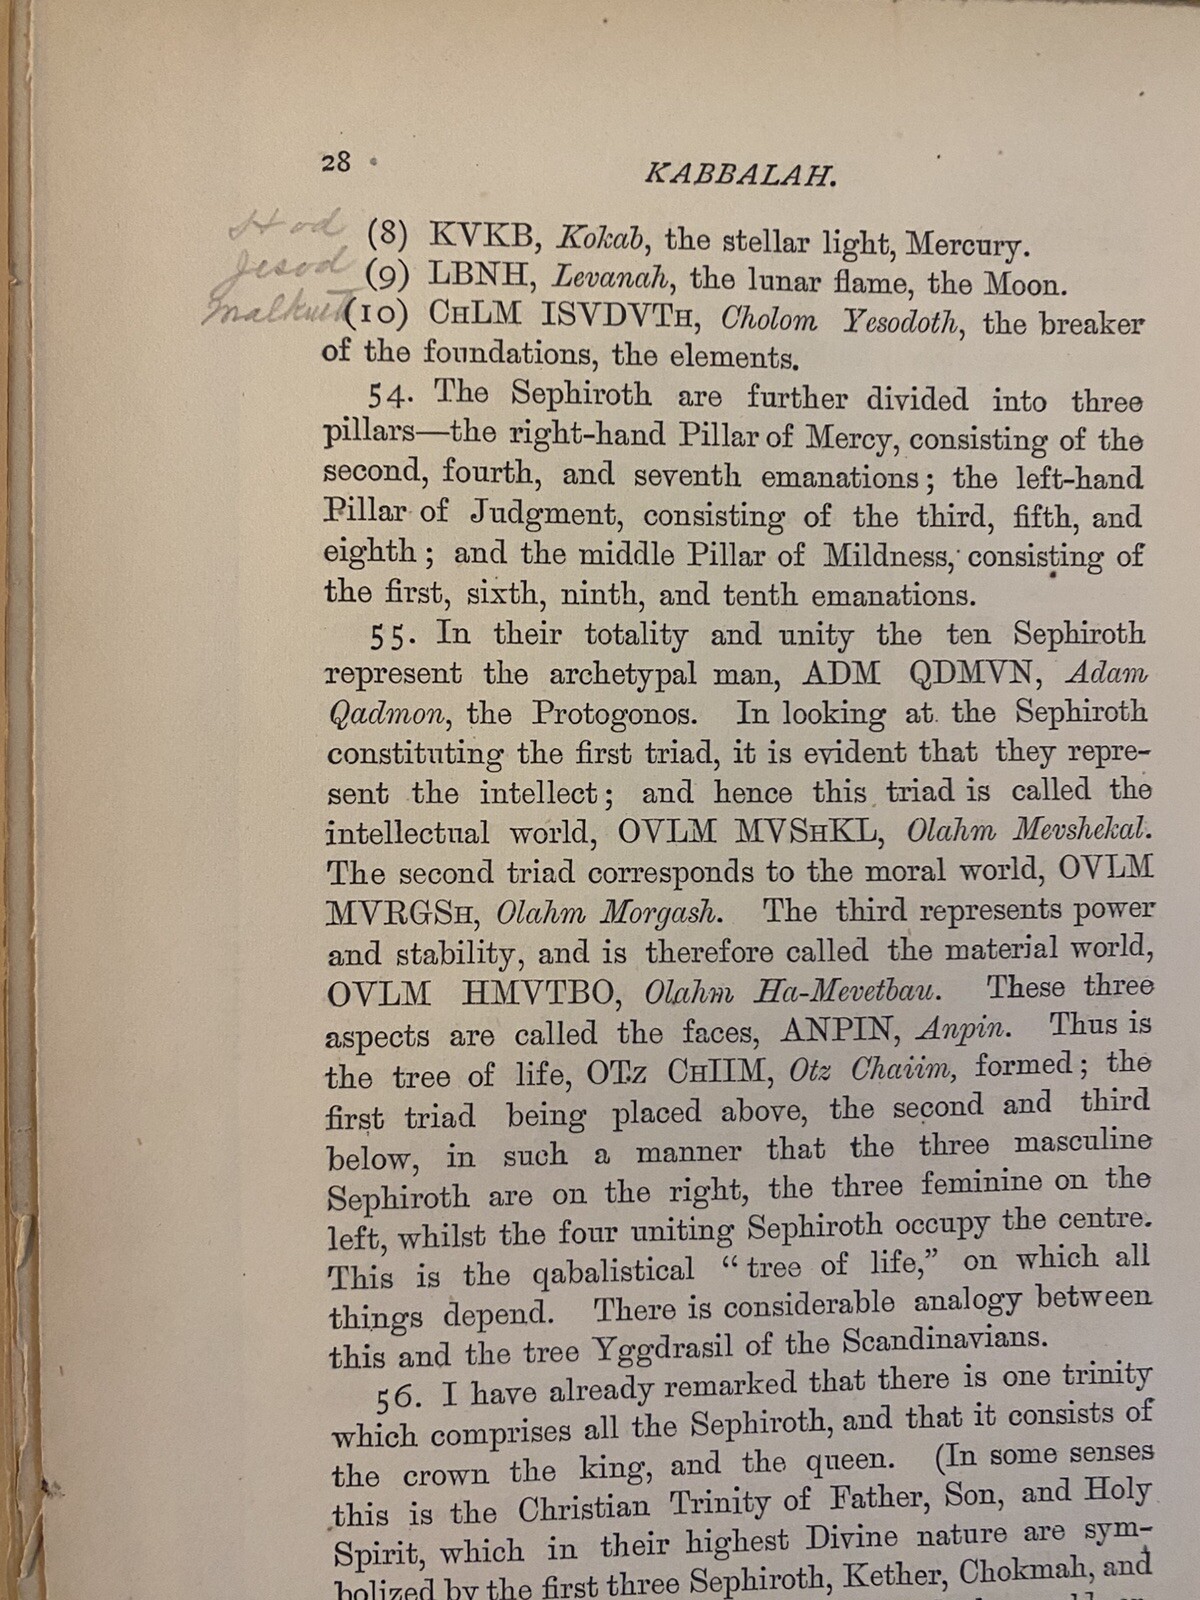 28
KABBALAH.
Hod (8) KVKB, Kokab, the stellar light, Mercury.
Jesod (9) LBNH, Levanah, the lunar flame, the Moon.
Malkuth (10) CHLM ISVDVTH, Cholom Yesodoth, the breaker
of the foundations, the elements.
54. The Sephiroth are further divided into three
pillars—the right-hand Pillar of Mercy, consisting of the
second, fourth, and seventh emanations; the left-hand
Pillar of Judgment, consisting of the third, fifth, and
eighth; and the middle Pillar of Mildness, consisting of
the first, sixth, ninth, and tenth emanations.
55. In their totality and unity the ten Sephiroth
represent the archetypal man, ADM QDMVN, Adam
Qadmon, the Protogonos. In looking at the Sephiroth
constituting the first triad, it is evident that they repre-
sent the intellect; and hence this triad is called the
intellectual world, OVLM MVSHKL, Olahm Mevshekal.
The second triad corresponds to the moral world, OVLM
MVRGSH, Olahm Morgash. The third represents power
and stability, and is therefore called the material world,
OVLM HMVTBO, Olahm Ha-Mevetbau. These three
aspects are called the faces, ANPIN, Anpin. Thus is
the tree of life, OTz CHIIM, Otz Chaiim, formed; the
first triad being placed above, the second and third
below, in such a manner that the three masculine
Sephiroth are on the right, the three feminine on the
left, whilst the four uniting Sephiroth occupy the centre.
This is the qabalistical “tree of life,” on which all
things depend. There is considerable analogy between
this and the tree Yggdrasil of the Scandinavians.
56. I have already remarked that there is one trinity
which comprises all the Sephiroth, and that it consists of
the crown the king, and the queen. (In some senses
this is the Christian Trinity of Father, Son, and Holy
Spirit, which in their highest Divine nature are sym-
bolized by the first three Sephiroth, Kether, Chokmah, and